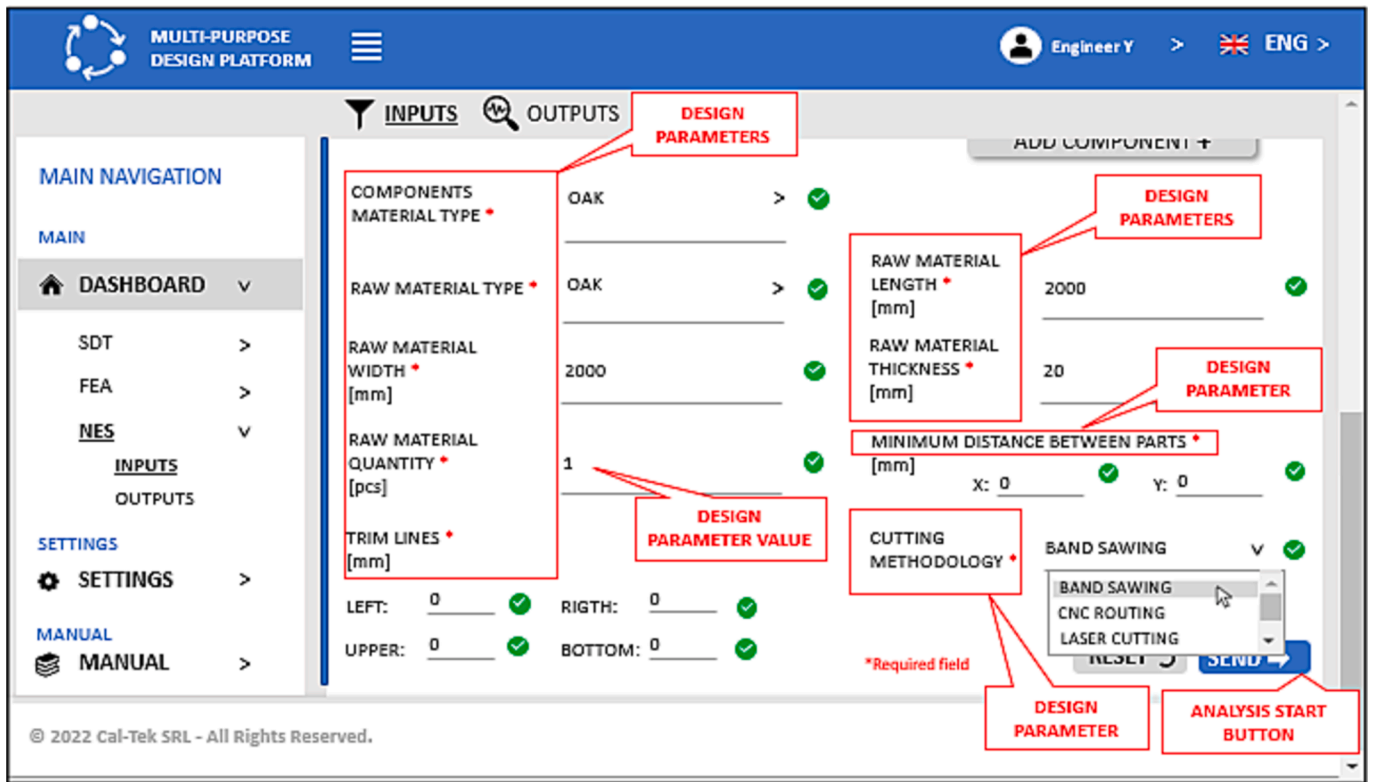 MULTI-PURPOSE
DESIGN PLATFORM
Engineer Y >
ENG >
INPUTS
OUTPUTS
DESIGN
PARAMETERS
ADD COMPONENT +
MAIN NAVIGATION
MAIN
DASHBOARD v
SDT >
FEA >
NES v
INPUTS
OUTPUTS
SETTINGS
SETTINGS >
MANUAL
MANUAL >
COMPONENTS
MATERIAL TYPE *
OAK >
RAW MATERIAL TYPE *
OAK >
RAW MATERIAL
WIDTH *
[mm]
2000
RAW MATERIAL
QUANTITY *
[pcs]
1
DESIGN
PARAMETER VALUE
TRIM LINES *
[mm]
LEFT: 0
RIGTH: 0
UPPER: 0
BOTTOM: 0
DESIGN
PARAMETERS
RAW MATERIAL
LENGTH *
[mm]
2000
RAW MATERIAL
THICKNESS *
[mm]
20
DESIGN
PARAMETER
MINIMUM DISTANCE BETWEEN PARTS *
[mm]
X: 0
Y: 0
CUTTING
METHODOLOGY *
BAND SAWING v
BAND SAWING
CNC ROUTING
LASER CUTTING
*Required field
RESET
SEND
DESIGN
PARAMETER
ANALYSIS START
BUTTON
© 2022 Cal-Tek SRL - All Rights Reserved.